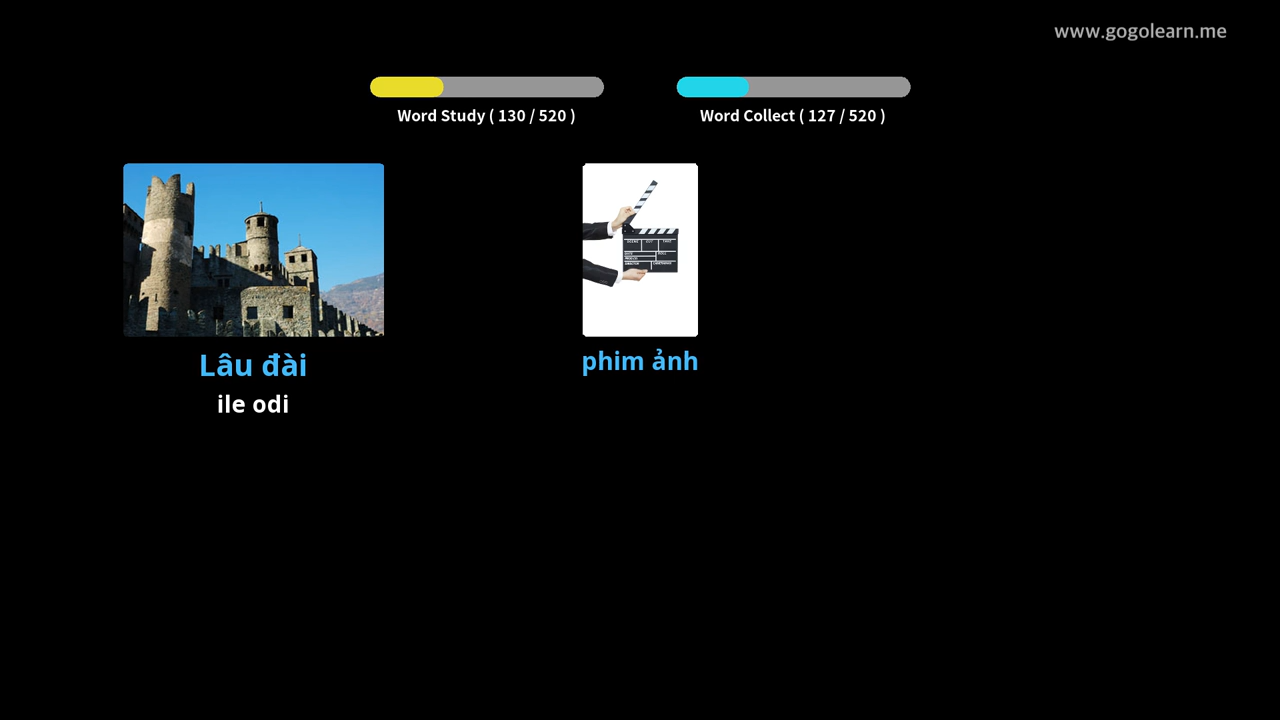 www.gogolearn.me
Word Study ( 130 / 520 )
Word Collect ( 127 / 520 )
Lâu đài
ile odi
phim ảnh